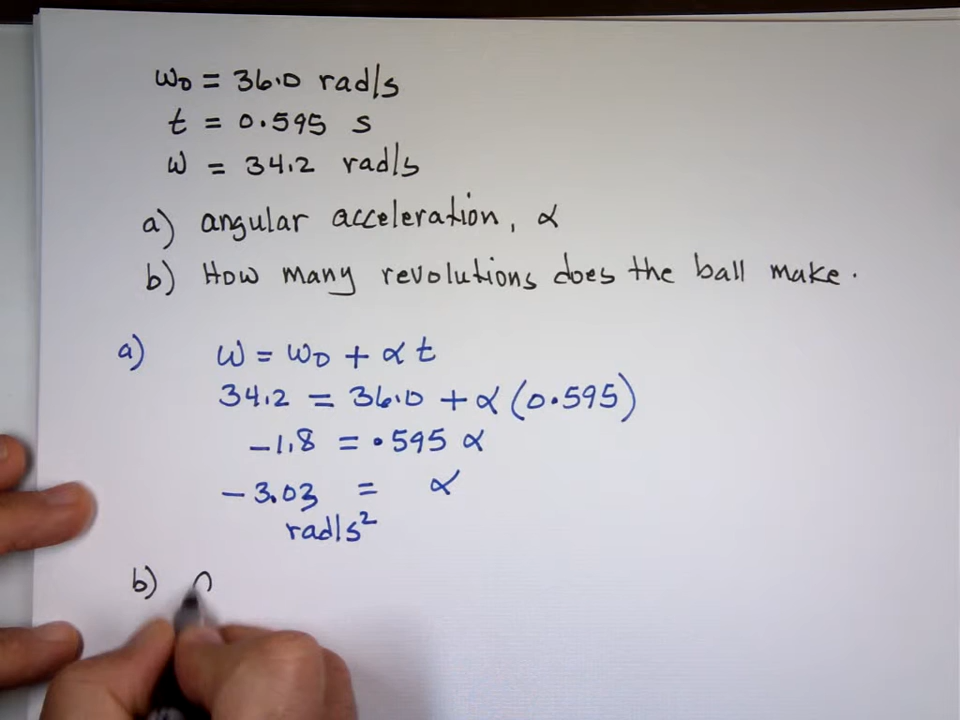 ω₀ = 36.0 rad/s
t = 0.595 s
ω = 34.2 rad/s
a) angular acceleration, α
b) How many revolutions does the ball make.
a) ω = ω₀ + α t
34.2 = 36.0 + α (0.595)
-1.8 = .595 α
-3.03 = α
rad/s²
b)